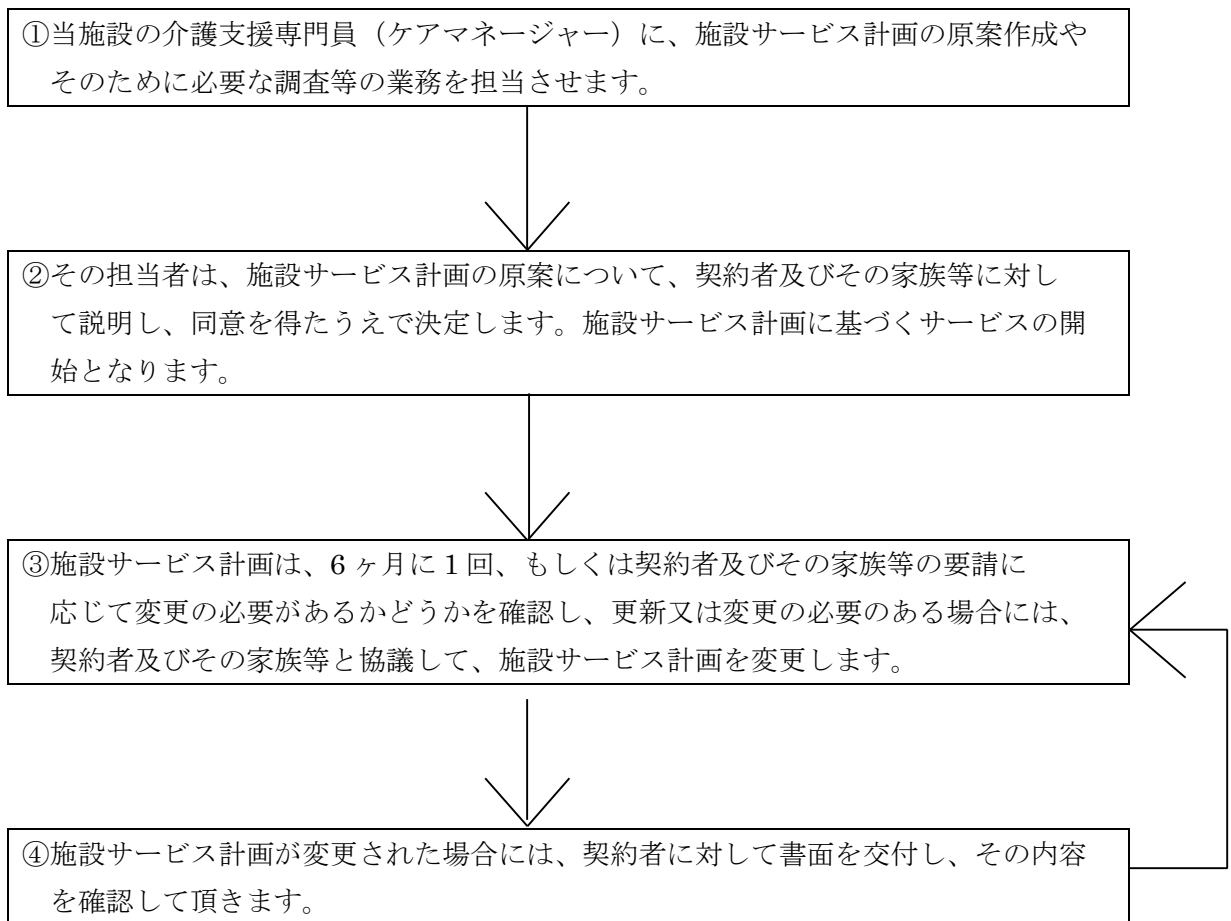 ①当施設の介護支援専門員（ケアマネージャー）に、施設サービス計画の原案作成や
そのために必要な調査等の業務を担当させます。
②その担当者は、施設サービス計画の原案について、契約者及びその家族等に対し
て説明し、同意を得たうえで決定します。施設サービス計画に基づくサービスの開
始となります。
③施設サービス計画は、6 ヶ月に 1 回、もしくは契約者及びその家族等の要請に
応じて変更の必要があるかどうかを確認し、更新又は変更の必要のある場合には、
契約者及びその家族等と協議して、施設サービス計画を変更します。
④施設サービス計画が変更された場合には、契約者に対して書面を交付し、その内容
を確認して頂きます。